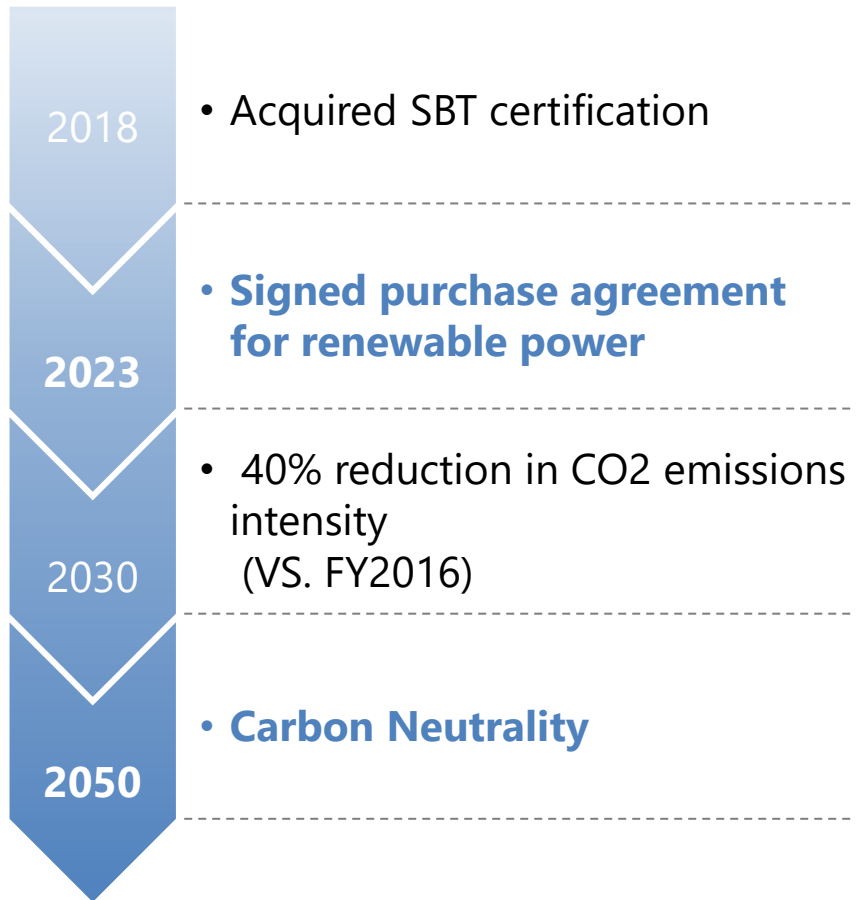 2018
• Acquired SBT certification
2023
• Signed purchase agreement
for renewable power
2030
• 40% reduction in CO2 emissions
intensity
(VS. FY2016)
2050
• Carbon Neutrality